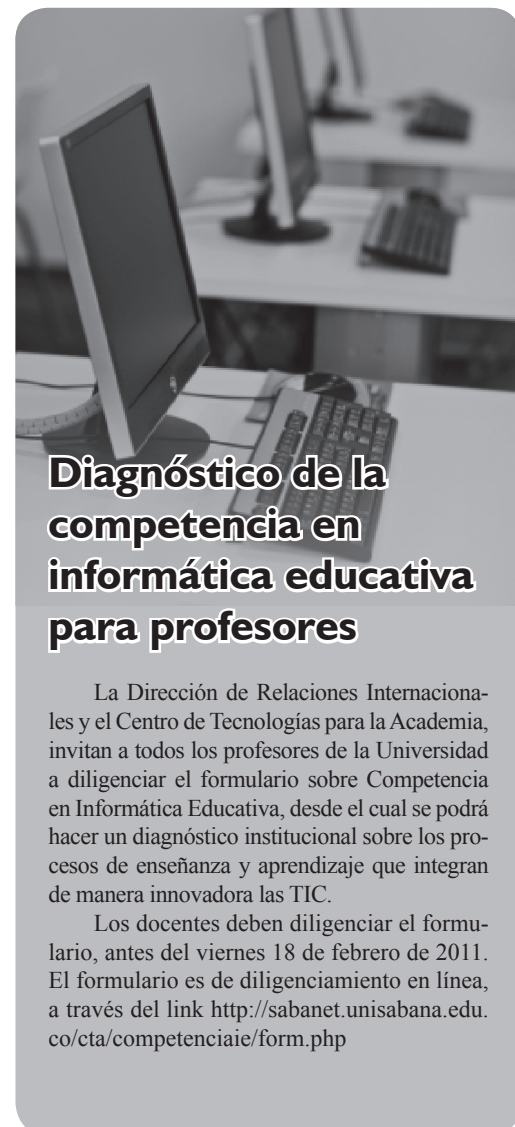 Diagnóstico de la
competencia en
informática educativa
para profesores
La Dirección de Relaciones Internaciona-
les y el Centro de Tecnologías para la Academia,
invitan a todos los profesores de la Universidad
a diligenciar el formulario sobre Competencia
en Informática Educativa, desde el cual se podrá
hacer un diagnóstico institucional sobre los pro-
cesos de enseñanza y aprendizaje que integran
de manera innovadora las TIC.
Los docentes deben diligenciar el formu-
lario, antes del viernes 18 de febrero de 2011.
El formulario es de diligenciamiento en línea,
a través del link http://sabanet.unisabana.edu.
co/cta/competenciaie/form.php